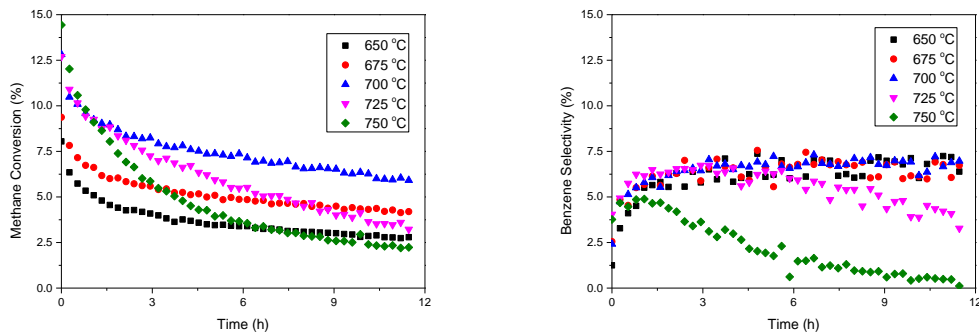 15.0
12.5
10.0
7.5
5.0
2.5
0.0
0
3
6
9
12
Methane Conversion (%)
Time (h)
650 °C
675 °C
700 °C
725 °C
750 °C
15.0
12.5
10.0
7.5
5.0
2.5
0.0
0
3
6
9
12
Benzene Selectivity (%)
Time (h)
650 °C
675 °C
700 °C
725 °C
750 °C